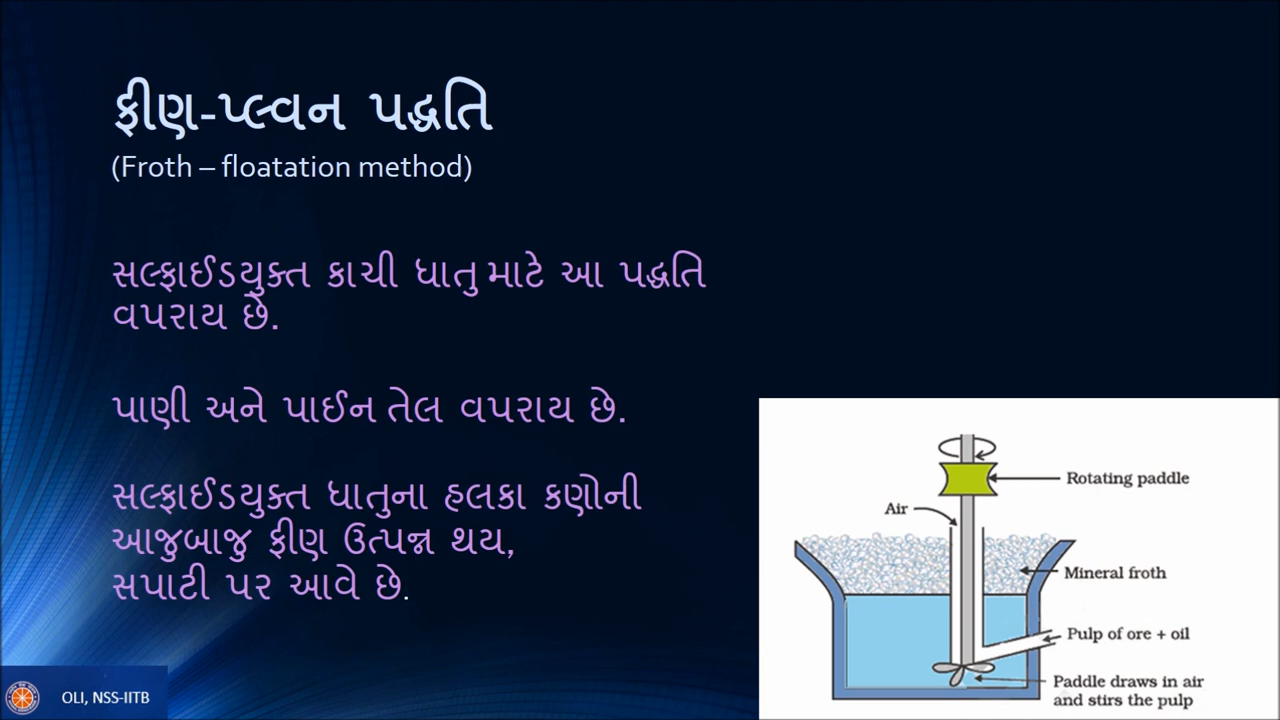 ફીણ-પ્લ્વન પદ્ધતિ
(Froth – floatation method)
સલ્ફાઈડયુક્ત કાચી ધાતુ માટે આ પદ્ધતિ
વપરાય છે.
પાણી અને પાઈન તેલ વપરાય છે.
સલ્ફાઈડયુક્ત ધાતુના હલકા કણોની
આજુબાજુ ફીણ ઉત્પન્ન થય,
સપાટી પર આવે છે.
Rotating paddle
Air
Mineral froth
Pulp of ore + oil
Paddle draws in air
and stirs the pulp
OLI, NSS-IITB